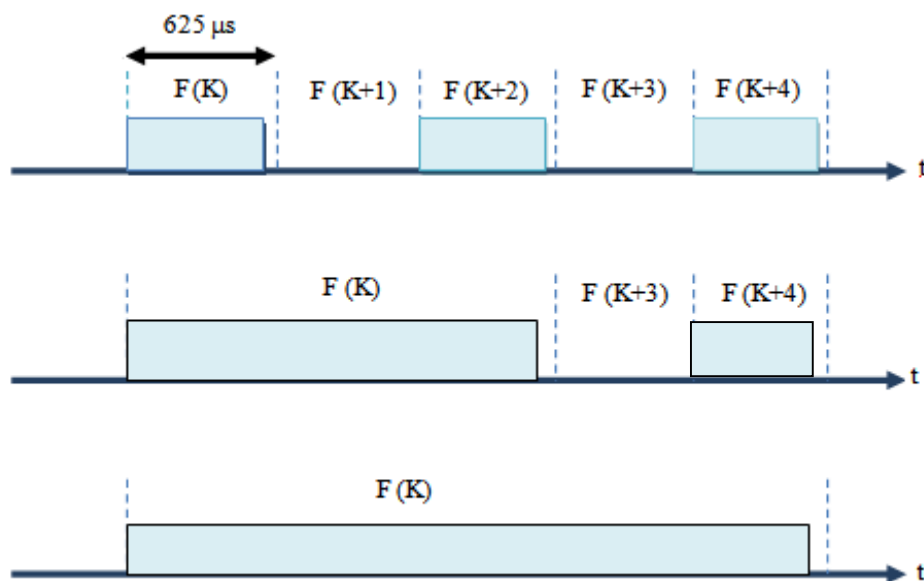 625 μs
F (K) F (K+1) F (K+2) F (K+3) F (K+4)
t
F (K) F (K+3) F (K+4)
t
F (K)
t